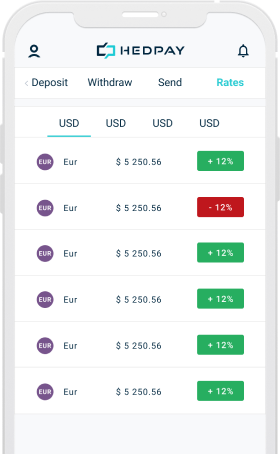 HEDPAY
Deposit Withdraw Send Rates
USD USD USD USD
EUR Eur $ 5 250.56 + 12%
EUR Eur $ 5 250.56 - 12%
EUR Eur $ 5 250.56 + 12%
EUR Eur $ 5 250.56 + 12%
EUR Eur $ 5 250.56 + 12%
EUR Eur $ 5 250.56 + 12%